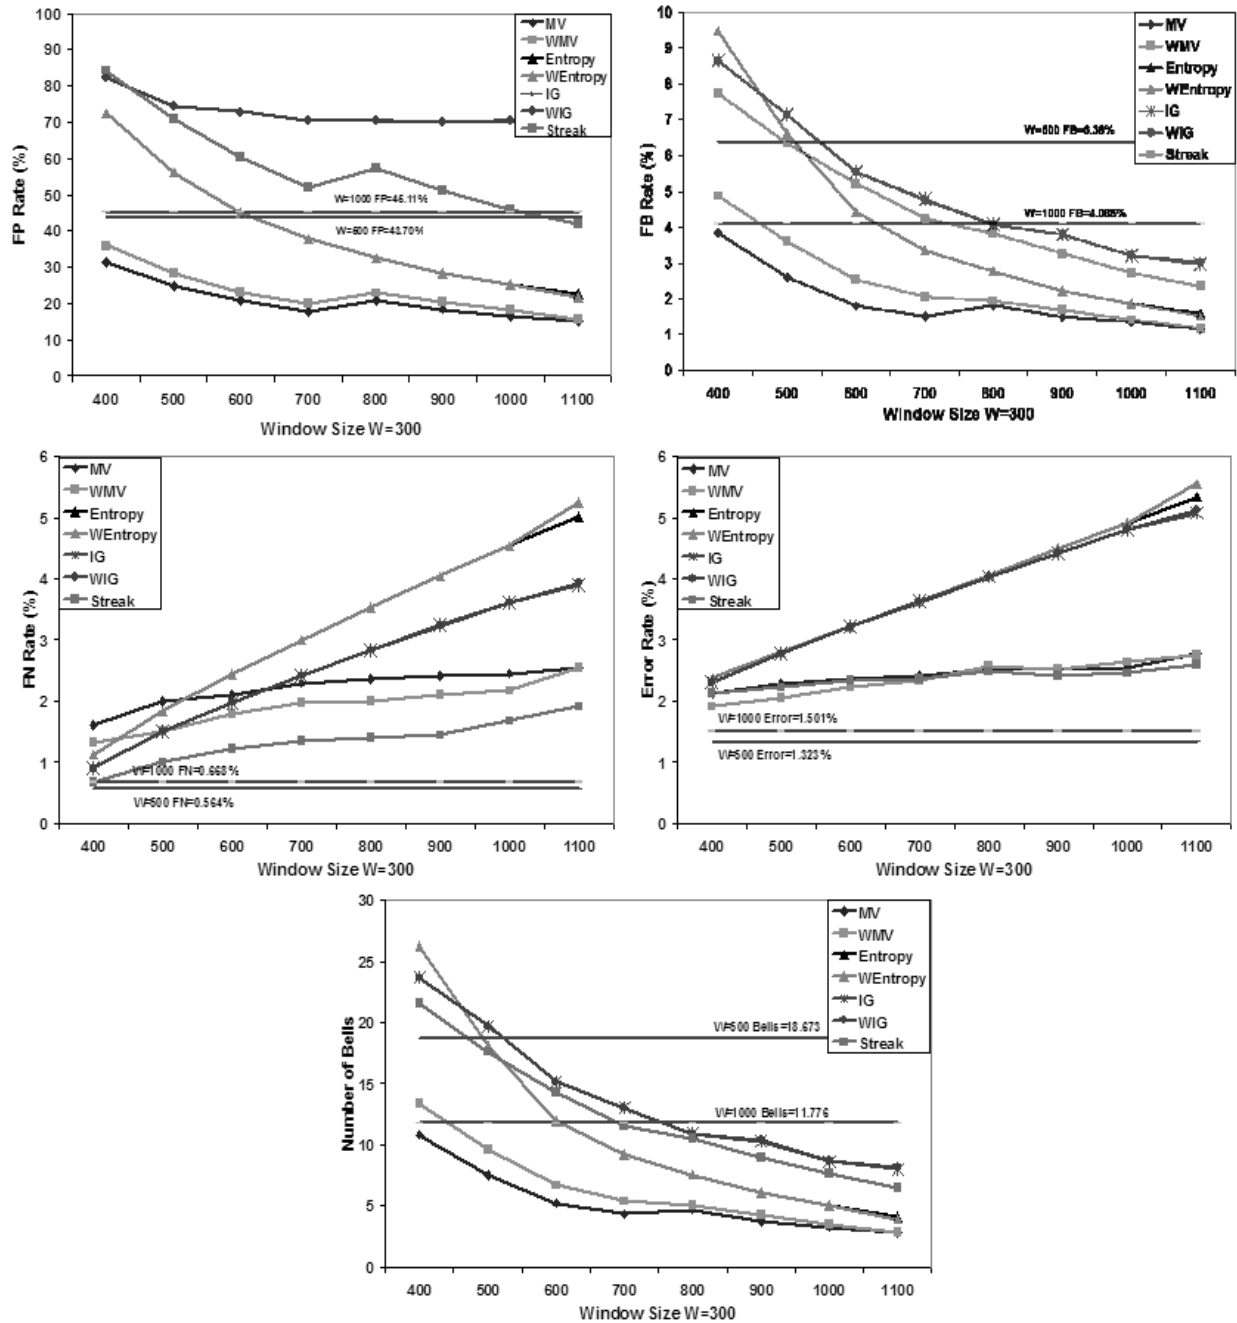 FP Rate (%)
100
90
80
70
60
50
40
30
20
10
0
400 500 600 700 800 900 1000 1100
Window Size W=300
MV
WMV
Entropy
WEntropy
IG
WIG
Streak
W=1000 FP=45.11%
W=500 FP=43.70%
FB Rate (%)
10
9
8
7
6
5
4
3
2
1
0
400 500 600 700 800 900 1000 1100
Window Size W=300
MV
WMV
Entropy
WEntropy
IG
WIG
Streak
W=500 FB=6.36%
W=1000 FB=4.088%
FN Rate (%)
6
5
4
3
2
1
0
400 500 600 700 800 900 1000 1100
Window Size W=300
MV
WMV
Entropy
WEntropy
IG
WIG
Streak
W=1000 FN=0.668%
W=500 FN=0.564%
Error Rate (%)
6
5
4
3
2
1
0
400 500 600 700 800 900 1000 1100
Window Size W=300
MV
WMV
Entropy
WEntropy
IG
WIG
Streak
W=1000 Error=1.501%
W=500 Error=1.323%
Number of Bells
30
25
20
15
10
5
0
400 500 600 700 800 900 1000 1100
Window Size W=300
MV
WMV
Entropy
WEntropy
IG
WIG
Streak
W=500 Bells=18.673
W=1000 Bells=11.776